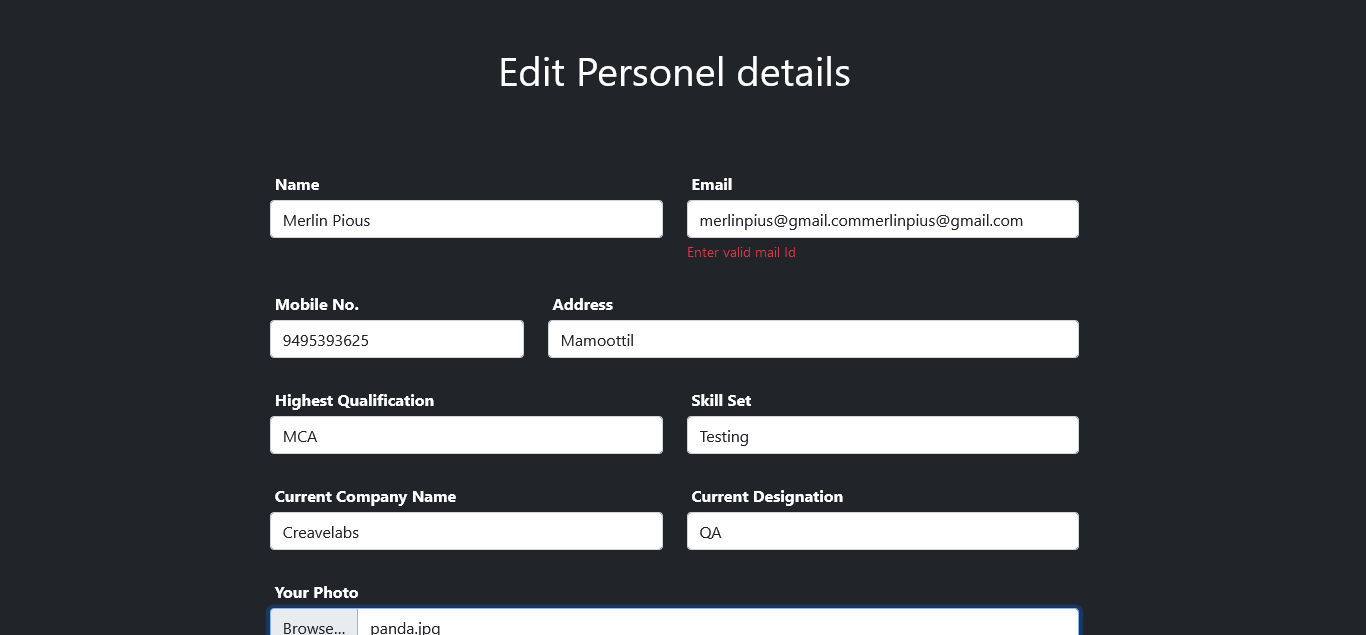 Edit Personel details
Name
Email
Merlin Pious
merlinpius@gmail.commerlinpius@gmail.com
Enter valid mail Id
Mobile No.
Address
9495393625
Mamoottil
Highest Qualification
Skill Set
MCA
Testing
Current Company Name
Current Designation
Creavelabs
QA
Your Photo
Browse... panda.jpg